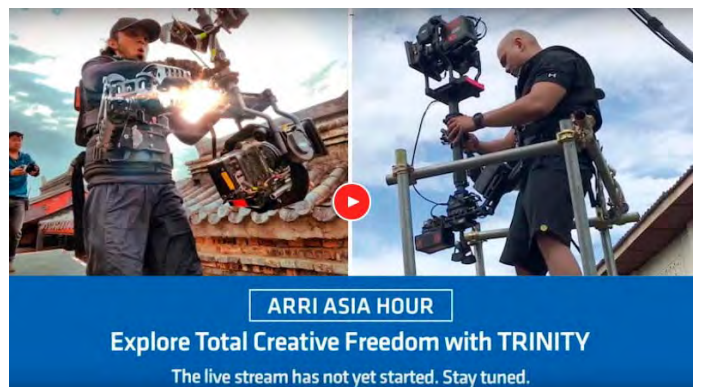 ARRI ASIA HOUR
Explore Total Creative Freedom with TRINITY
The live stream has not yet started. Stay tuned.